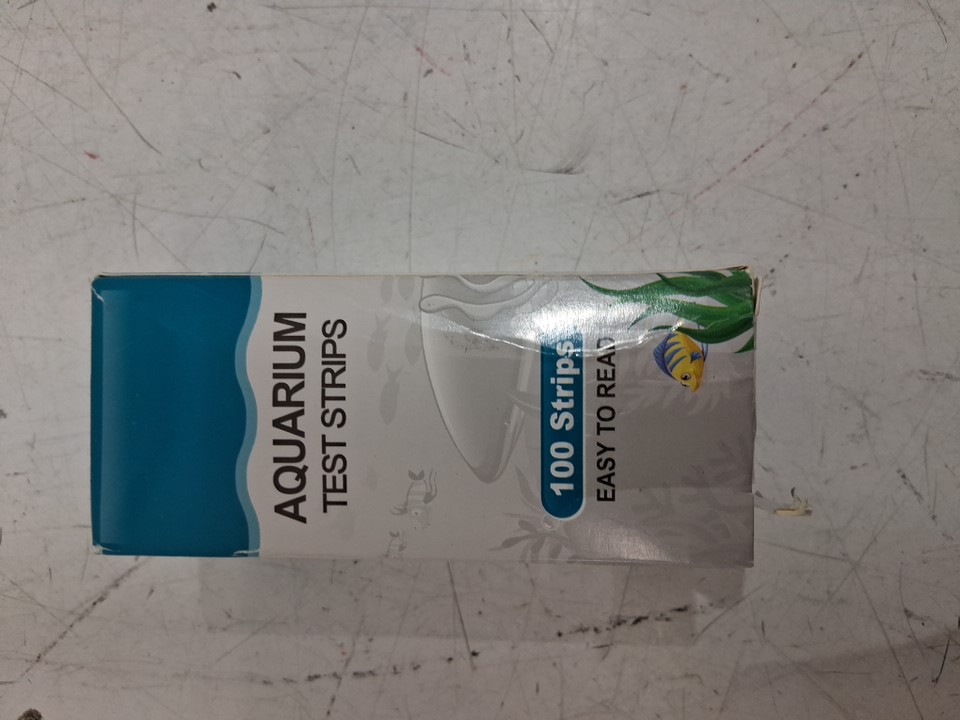 AQUARIUM
TEST STRIPS
100 Strips
EASY TO READ